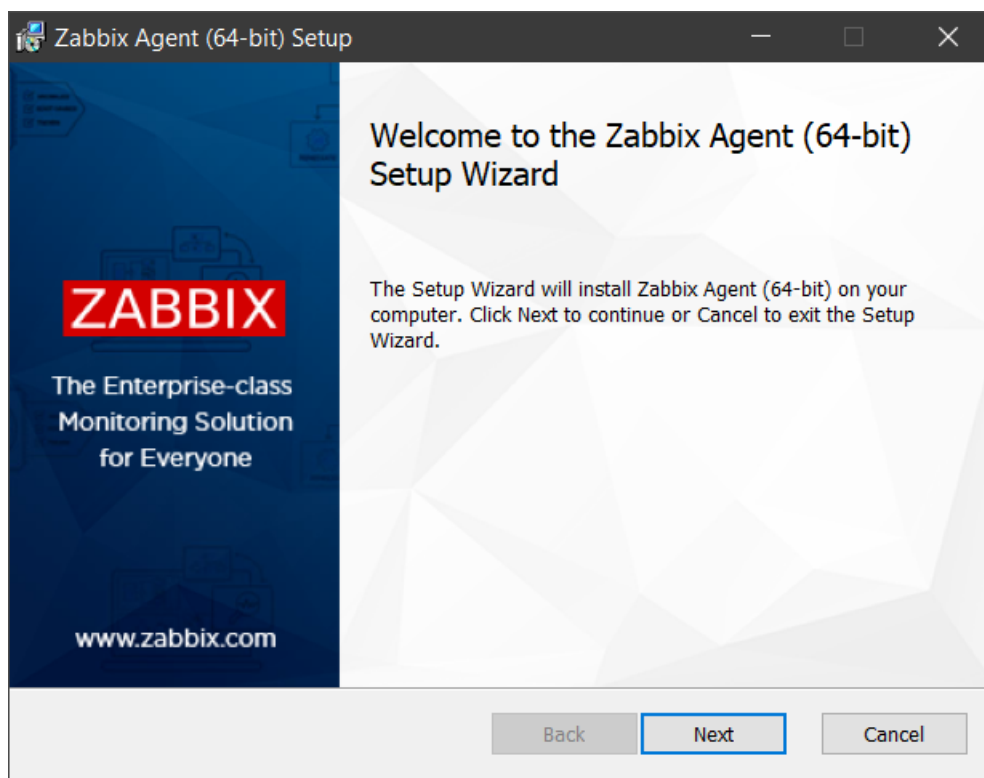 Zabbix Agent (64-bit) Setup
ZABBIX
The Enterprise-class
Monitoring Solution
for Everyone
www.zabbix.com
Welcome to the Zabbix Agent (64-bit)
Setup Wizard
The Setup Wizard will install Zabbix Agent (64-bit) on your
computer. Click Next to continue or Cancel to exit the Setup
Wizard.
Back
Next
Cancel